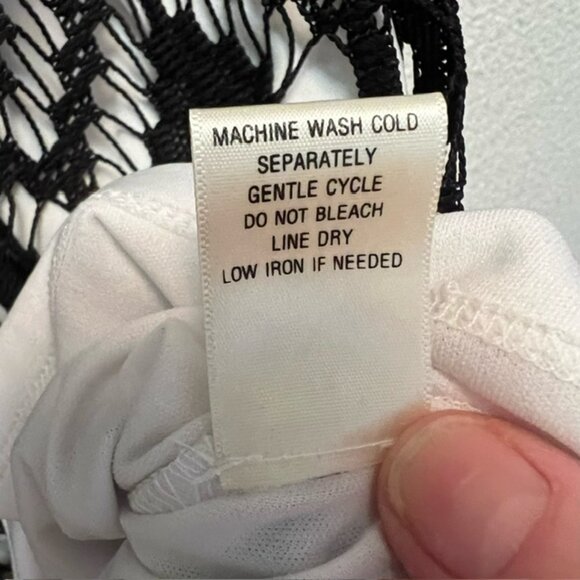 MACHINE WASH COLD
SEPARATELY
GENTLE CYCLE
DO NOT BLEACH
LINE DRY
LOW IRON IF NEEDED